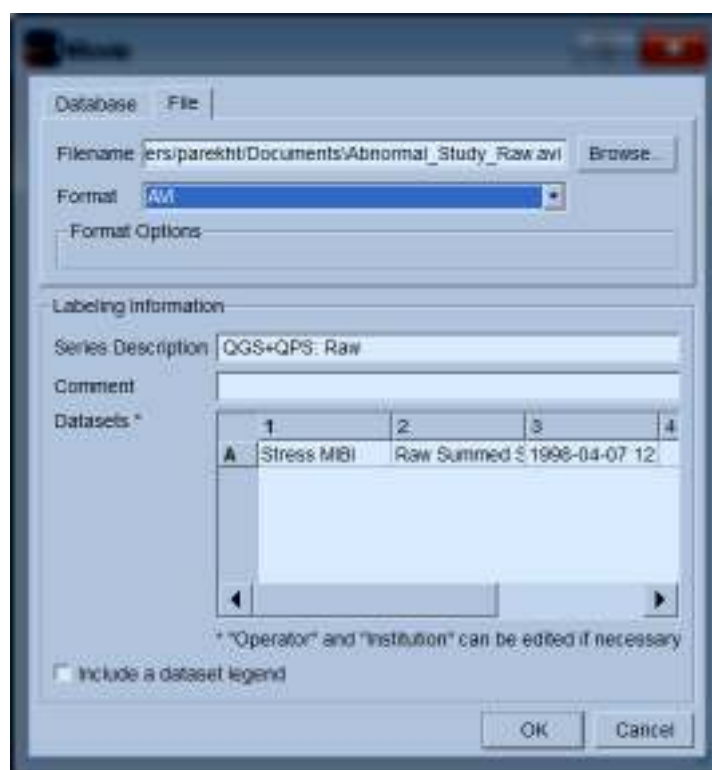 Movie
Database File
Filename ers/parekht/Documents\Abnormal_Study_Raw.avi Browse...
Format AVI
Format Options
Labeling Information
Series Description QGS+QPS: Raw
Comment
Datasets *
1 2 3 4
A Stress MIBI Raw Summed S 1996-04-07 12
* "Operator" and "Institution" can be edited if necessary
Include a dataset legend
OK Cancel